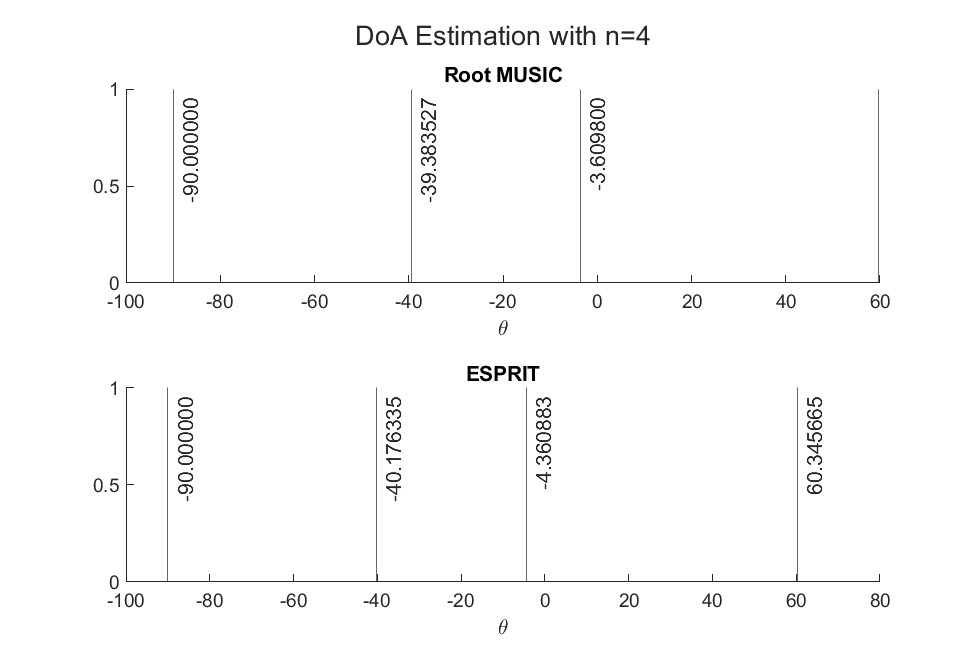 DoA Estimation with n=4
Root MUSIC
1
0.5
0
-90.000000
-39.383527
-3.609800
-100 -80 -60 -40 -20 0 20 40 60
θ
ESPRIT
1
0.5
0
-90.000000
-40.176335
-4.360883
60.345665
-100 -80 -60 -40 -20 0 20 40 60 80
θ